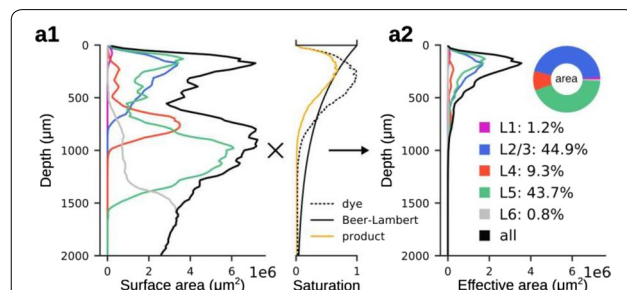 a1
a2
0
500
1000
1500
2000
Depth (µm)
0
2
4
6
1e6
Surface area (µm²)
×
dye
Beer-Lambert
product
0
1
Saturation
0
500
1000
1500
2000
Depth (µm)
0
2
4
6
1e6
Effective area (µm²)
area
L1: 1.2%
L2/3: 44.9%
L4: 9.3%
L5: 43.7%
L6: 0.8%
all